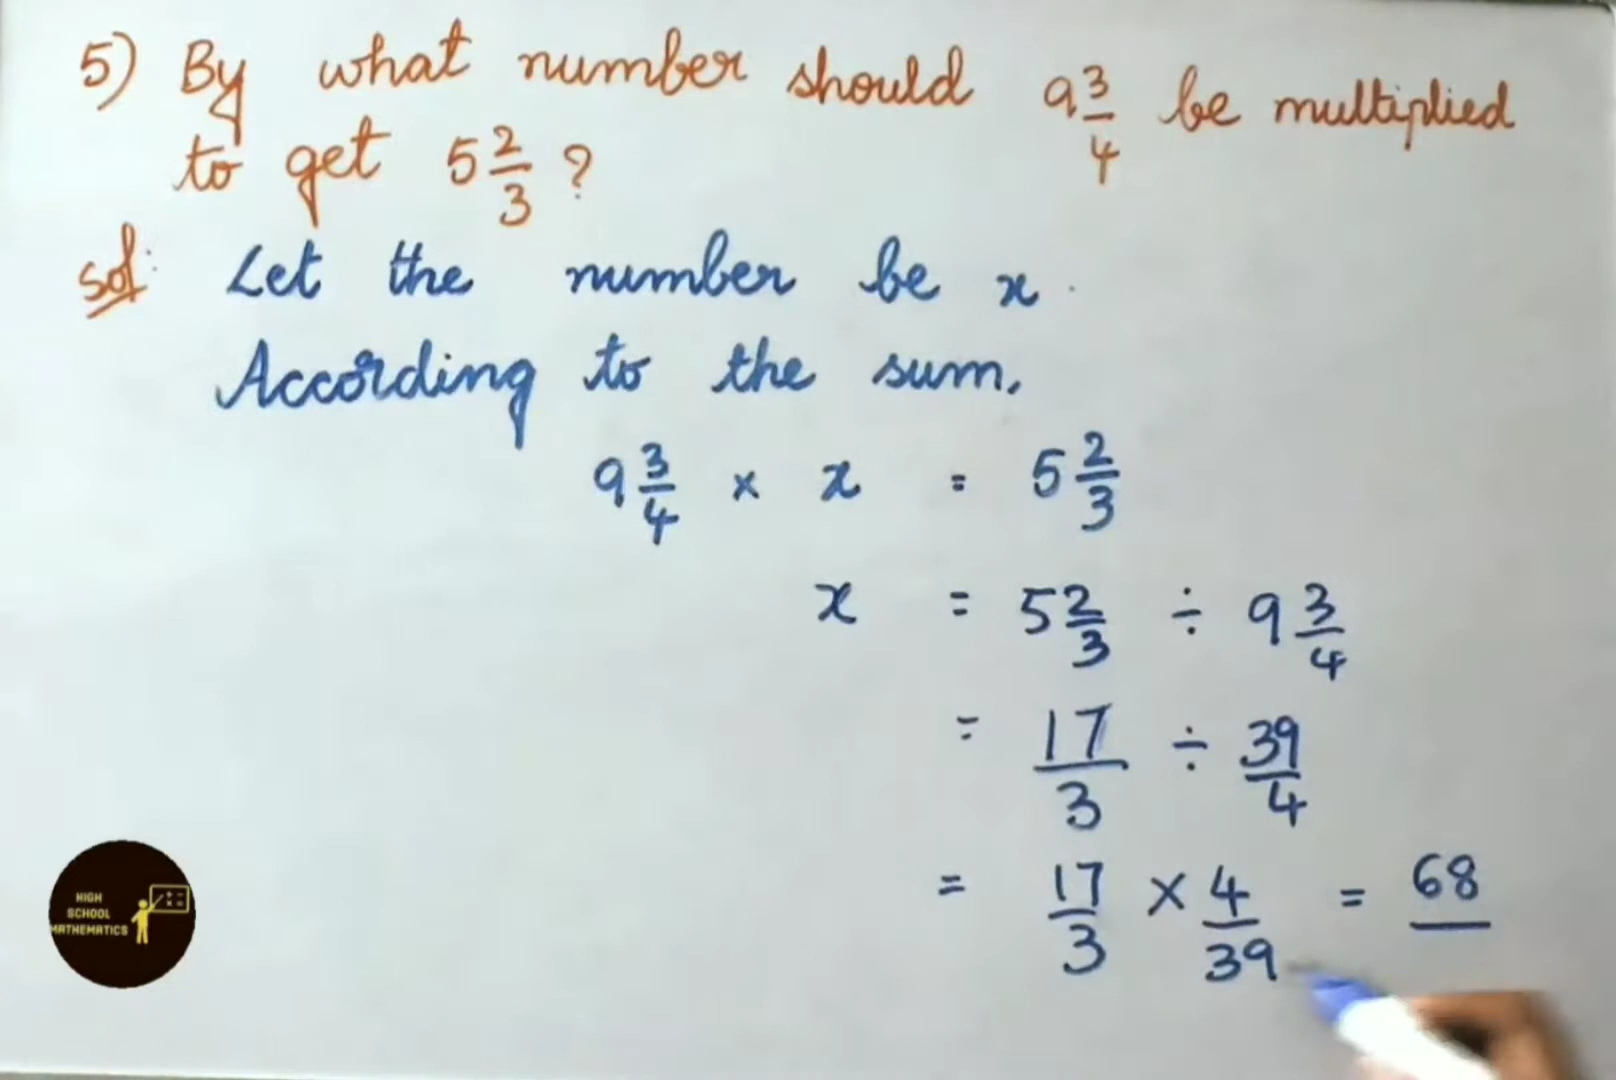 5) By what number should 9 3/4 be multiplied
to get 5 2/3 ?
Sol: Let the number be x.
According to the sum,
9 3/4 × x = 5 2/3
x = 5 2/3 ÷ 9 3/4
= 17/3 ÷ 39/4
= 17/3 × 4/39 = 68/
HIGH
SCHOOL
MATHEMATICS